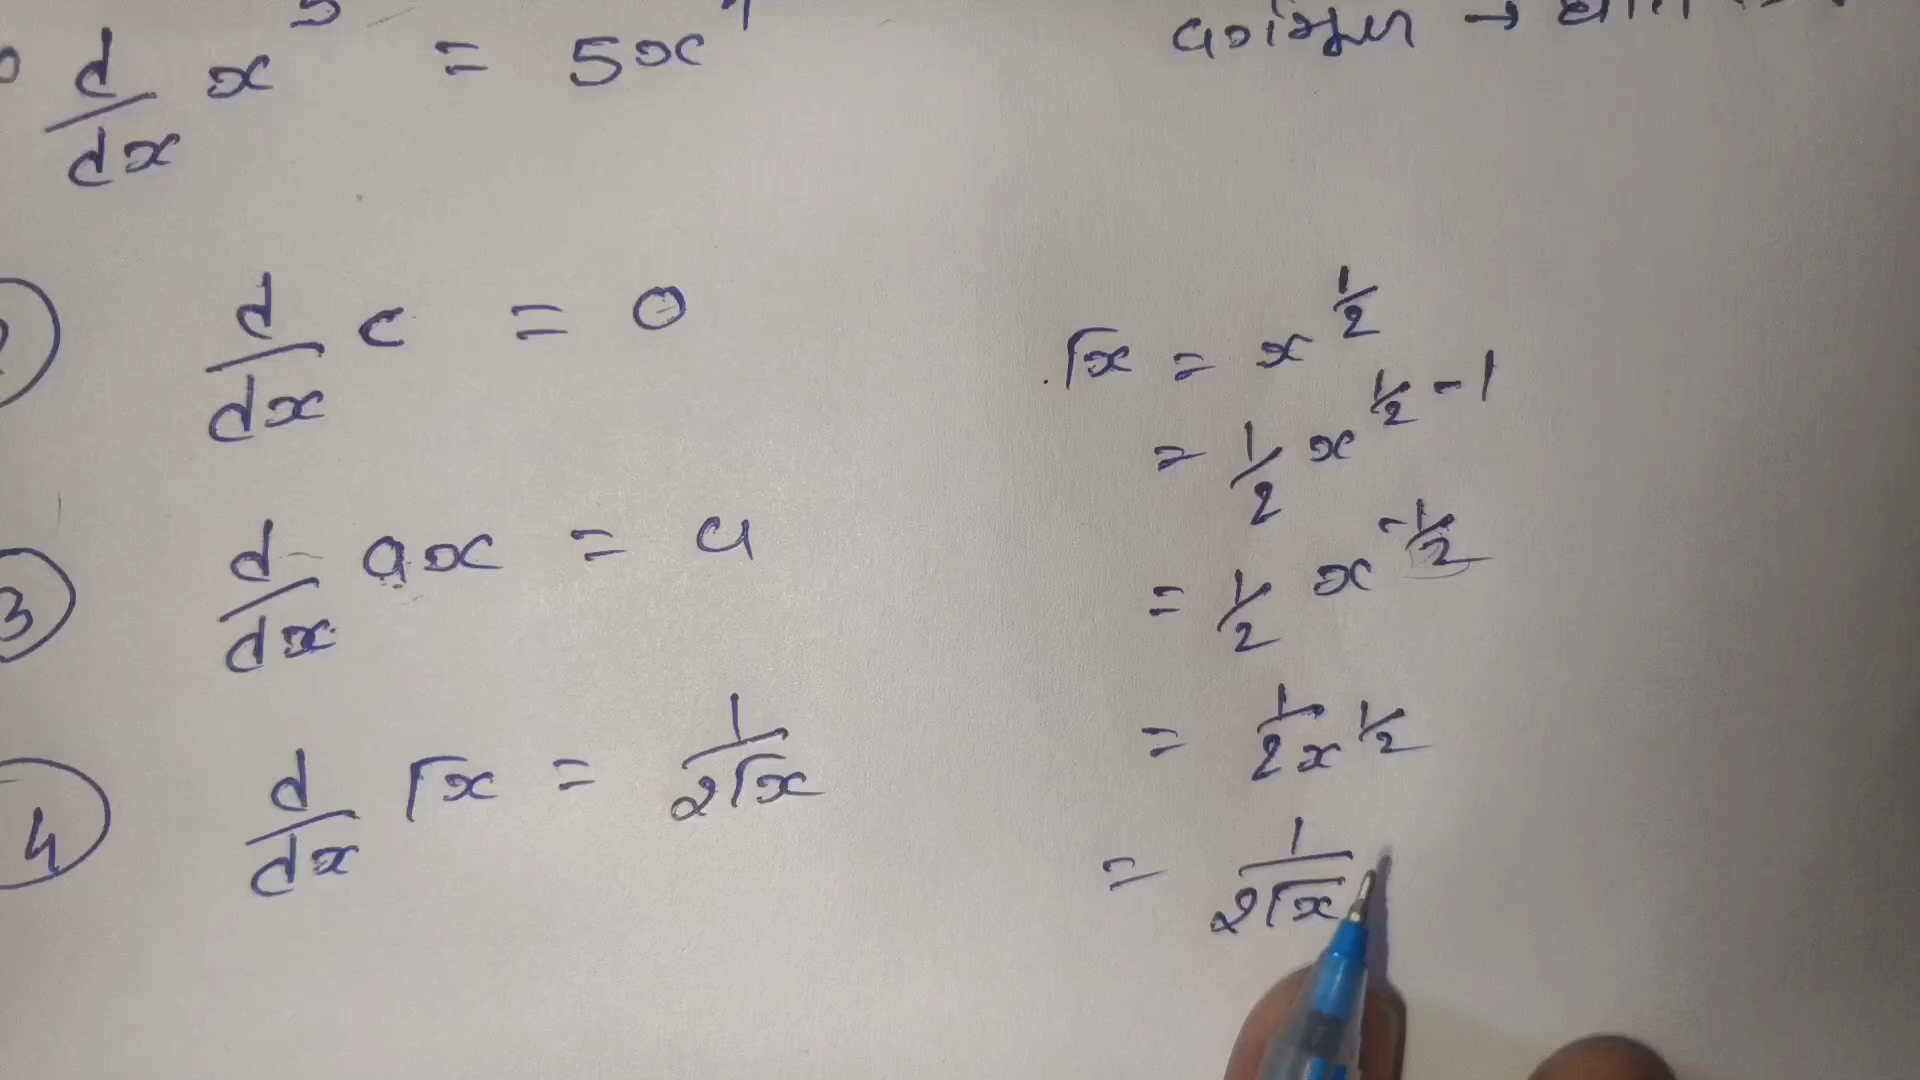 d/dx x^5 = 5x^4
d/dx c = 0
③ d/dx ax = a
④ d/dx √x = 1/2√x
√x = x^1/2
= 1/2 x^1/2 - 1
= 1/2 x^-1/2
= 1/2x^1/2
= 1/2√x